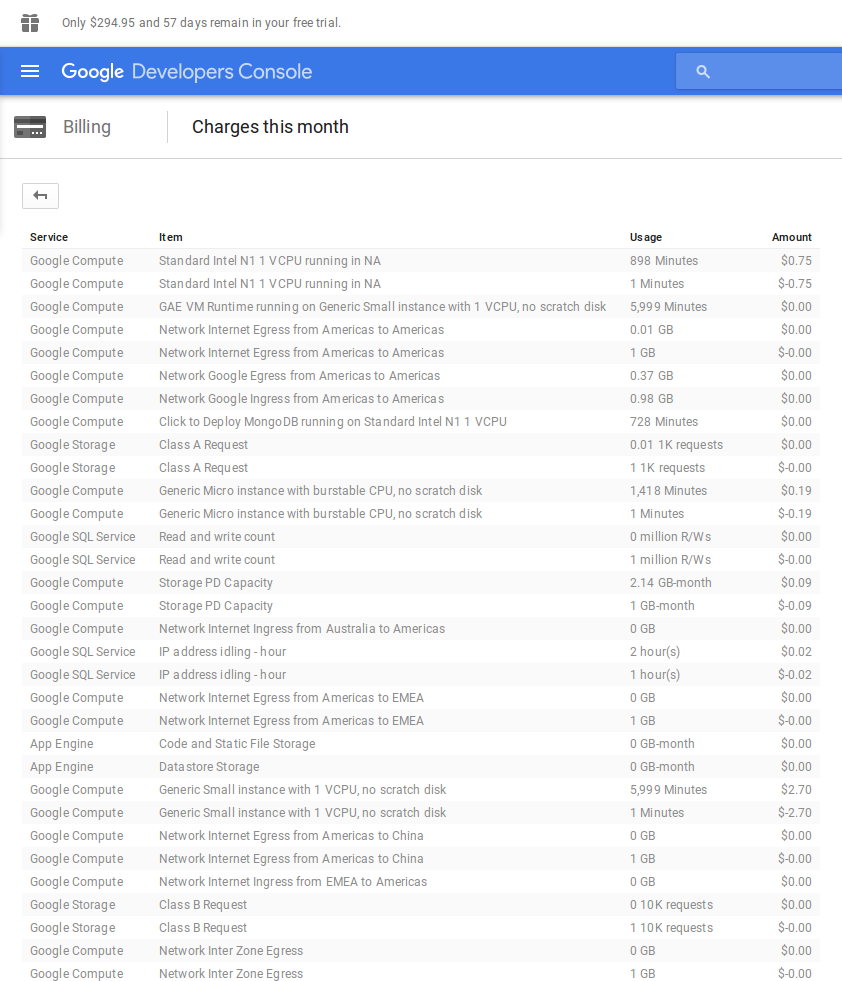 Only $294.95 and 57 days remain in your free trial.
Google Developers Console
Billing Charges this month
Service Item Usage Amount
Google Compute Standard Intel N1 1 VCPU running in NA 898 Minutes $0.75
Google Compute Standard Intel N1 1 VCPU running in NA 1 Minutes $-0.75
Google Compute GAE VM Runtime running on Generic Small instance with 1 VCPU, no scratch disk 5,999 Minutes $0.00
Google Compute Network Internet Egress from Americas to Americas 0.01 GB $0.00
Google Compute Network Internet Egress from Americas to Americas 1 GB $-0.00
Google Compute Network Google Egress from Americas to Americas 0.37 GB $0.00
Google Compute Network Google Ingress from Americas to Americas 0.98 GB $0.00
Google Compute Click to Deploy MongoDB running on Standard Intel N1 1 VCPU 728 Minutes $0.00
Google Storage Class A Request 0.01 1K requests $0.00
Google Storage Class A Request 1 1K requests $-0.00
Google Compute Generic Micro instance with burstable CPU, no scratch disk 1,418 Minutes $0.19
Google Compute Generic Micro instance with burstable CPU, no scratch disk 1 Minutes $-0.19
Google SQL Service Read and write count 0 million R/Ws $0.00
Google SQL Service Read and write count 1 million R/Ws $-0.00
Google Compute Storage PD Capacity 2.14 GB-month $0.09
Google Compute Storage PD Capacity 1 GB-month $-0.09
Google Compute Network Internet Ingress from Australia to Americas 0 GB $0.00
Google SQL Service IP address idling - hour 2 hour(s) $0.02
Google SQL Service IP address idling - hour 1 hour(s) $-0.02
Google Compute Network Internet Egress from Americas to EMEA 0 GB $0.00
Google Compute Network Internet Egress from Americas to EMEA 1 GB $-0.00
App Engine Code and Static File Storage 0 GB-month $0.00
App Engine Datastore Storage 0 GB-month $0.00
Google Compute Generic Small instance with 1 VCPU, no scratch disk 5,999 Minutes $2.70
Google Compute Generic Small instance with 1 VCPU, no scratch disk 1 Minutes $-2.70
Google Compute Network Internet Egress from Americas to China 0 GB $0.00
Google Compute Network Internet Egress from Americas to China 1 GB $-0.00
Google Compute Network Internet Ingress from EMEA to Americas 0 GB $0.00
Google Storage Class B Request 0 10K requests $0.00
Google Storage Class B Request 1 10K requests $-0.00
Google Compute Network Inter Zone Egress 0 GB $0.00
Google Compute Network Inter Zone Egress 1 GB $-0.00